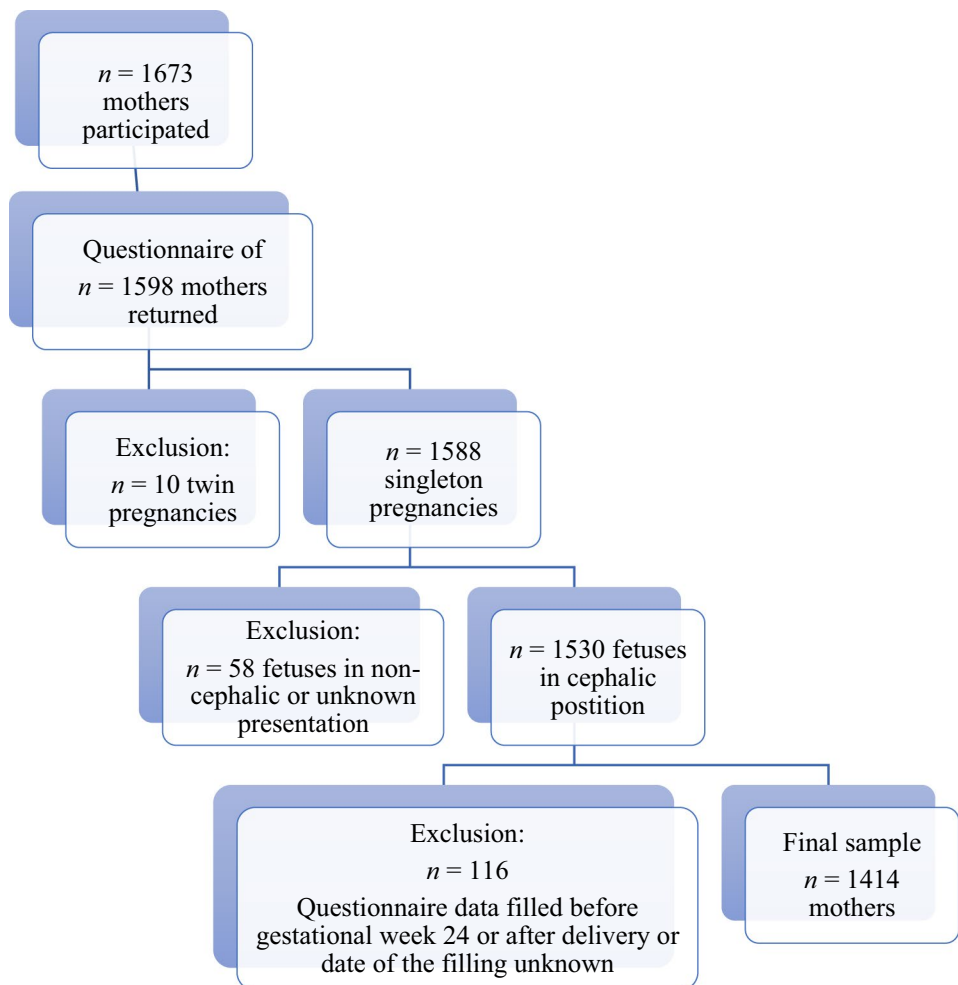 n = 1673
mothers
participated
Questionnaire of
n = 1598 mothers
returned
Exclusion:
n = 10 twin
pregnancies
n = 1588
singleton
pregnancies
Exclusion:
n = 58 fetuses in non-
cephalic or unknown
presentation
n = 1530 fetuses
in cephalic
postition
Exclusion:
n = 116
Questionnaire data filled before
gestational week 24 or after delivery or
date of the filling unknown
Final sample
n = 1414
mothers